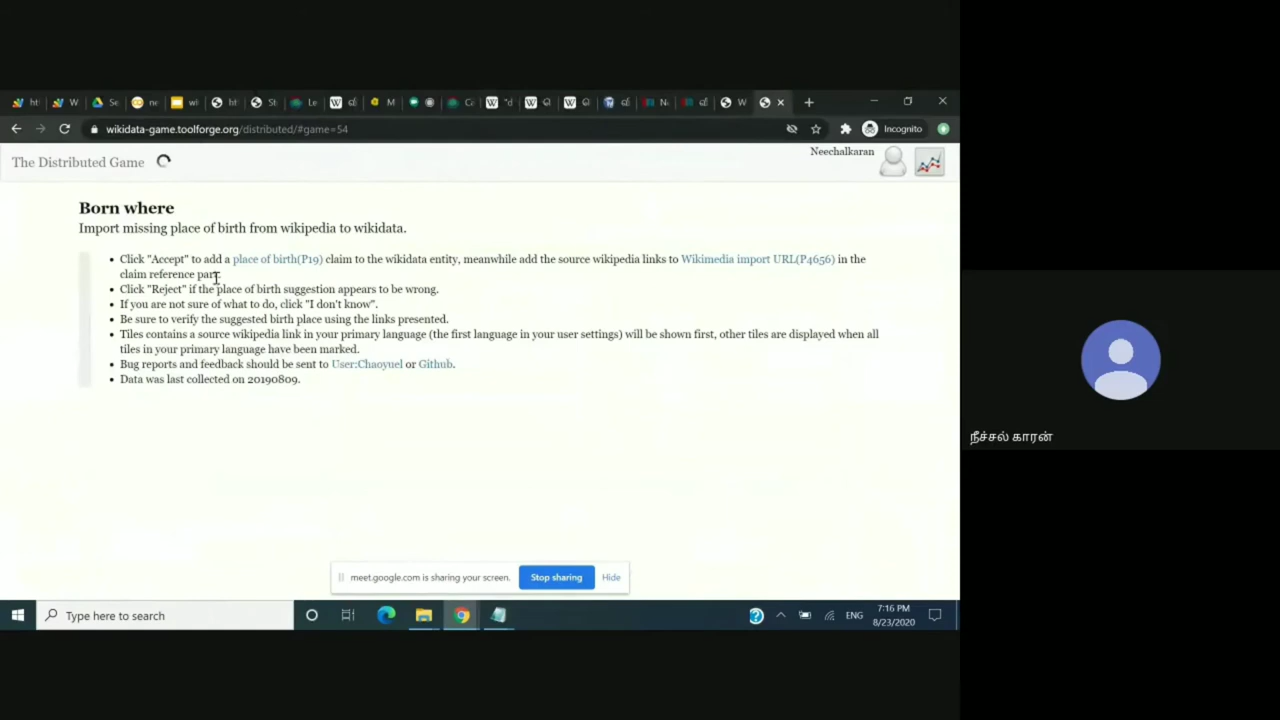 wikidata-game.toolforge.org/distributed/#game=54
Incognito
The Distributed Game
Neechalkaran
Born where
Import missing place of birth from wikipedia to wikidata.
Click "Accept" to add a place of birth(P19) claim to the wikidata entity, meanwhile add the source wikipedia links to Wikimedia import URL(P4656) in the
claim reference part.
Click "Reject" if the place of birth suggestion appears to be wrong.
If you are not sure of what to do, click "I don't know".
Be sure to verify the suggested birth place using the links presented.
Tiles contains a source wikipedia link in your primary language (the first language in your user settings) will be shown first, other tiles are displayed when all
tiles in your primary language have been marked.
Bug reports and feedback should be sent to User:Chaoyuel or Github.
Data was last collected on 20190809.
நீச்சல் காரன்
meet.google.com is sharing your screen.
Stop sharing
Hide
Type here to search
ENG
7:16 PM
8/23/2020